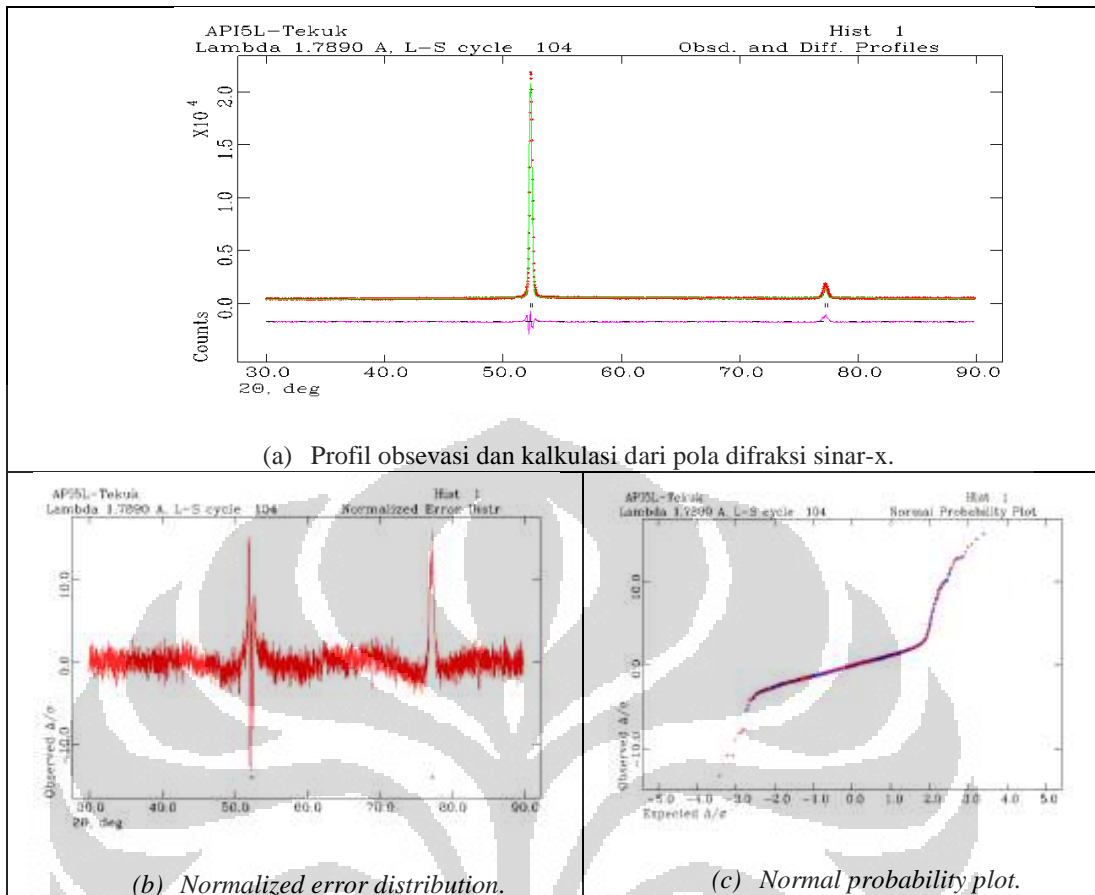 API5L-Tekuk Hist 1
Lambda 1.7890 A, L-S cycle 104 Obsd. and Diff. Profiles
X10 4
Counts
2.0
1.5
1.0
0.5
0.0
30.0 40.0 50.0 60.0 70.0 80.0 90.0
2Θ, deg
(a) Profil obsevasi dan kalkulasi dari pola difraksi sinar-x.
API5L-Tekuk Hist 1
Lambda 1.7890 A, L-S cycle 104 Normalized Error Distr
Observed Δ/σ
10.0
0.0
-10.0
30.0 40.0 50.0 60.0 70.0 80.0 90.0
2Θ, deg
(b) Normalized error distribution.
API5L-Tekuk Hist 1
Lambda 1.7890 A, L-S cycle 104 Normal Probability Plot
Observed Δ/σ
10.0
0.0
-10.0
-5.0 -4.0 -3.0 -2.0 -1.0 0.0 1.0 2.0 3.0 4.0 5.0
Expected Δ/σ
(c) Normal probability plot.